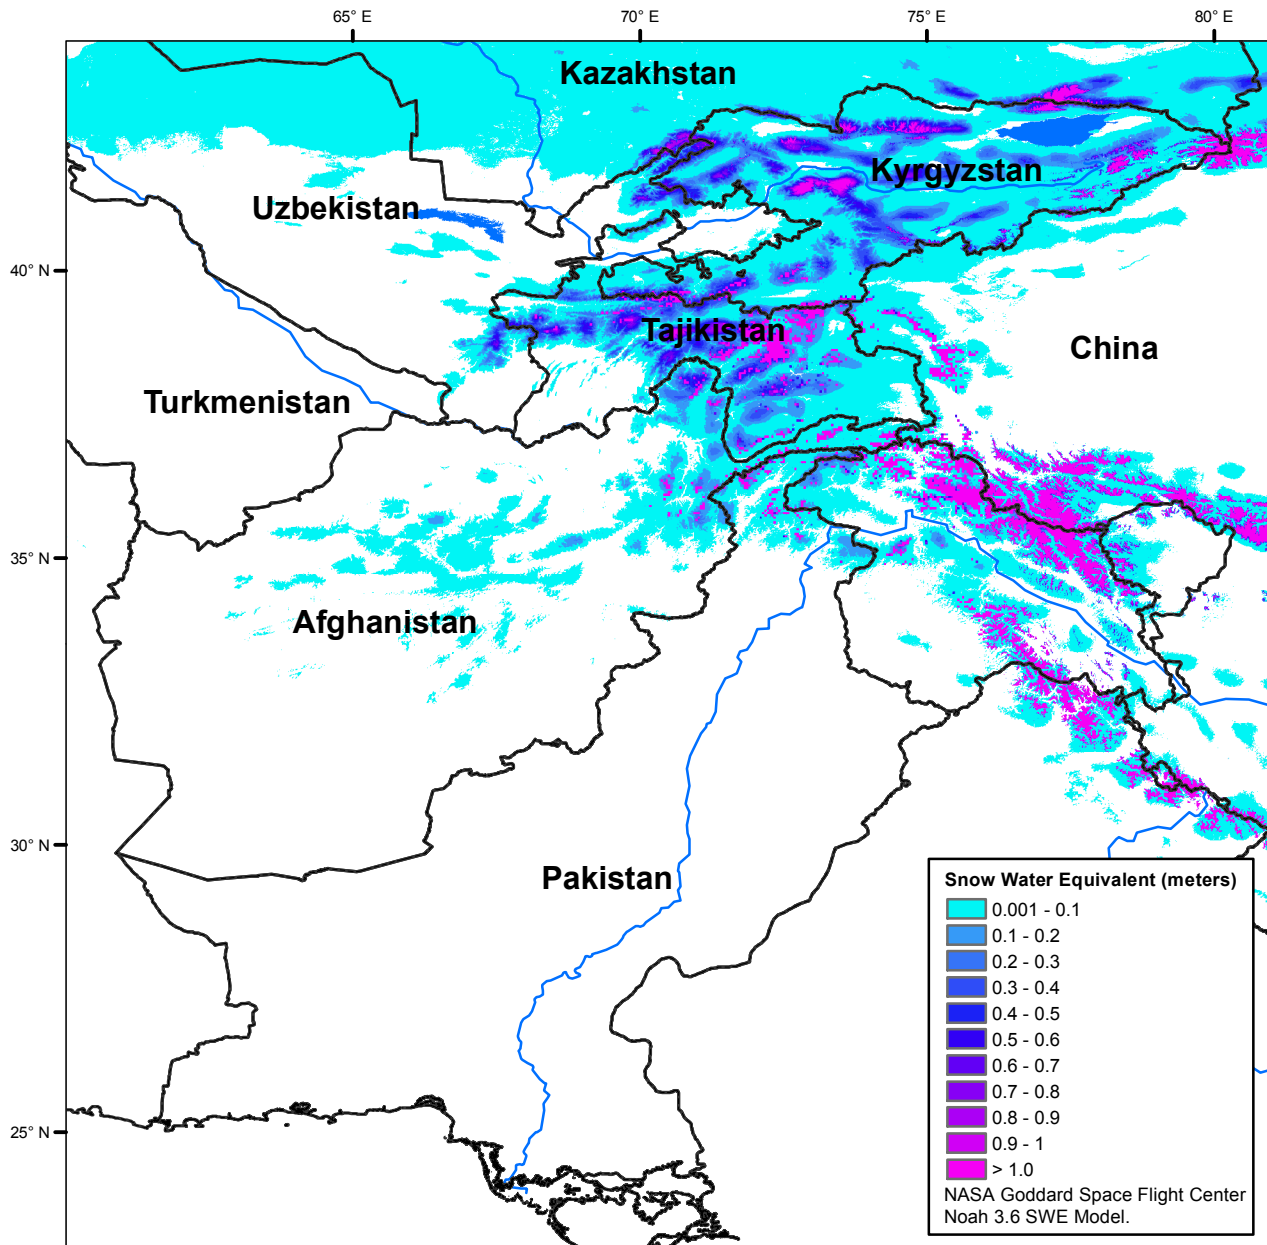 65° E
70° E
75° E
80° E
Kazakhstan
Kyrgyzstan
Uzbekistan
40° N
Tajikistan
China
Turkmenistan
35° N
Afghanistan
30° N
Pakistan
25° N
Snow Water Equivalent (meters)
0.001 - 0.1
0.1 - 0.2
0.2 - 0.3
0.3 - 0.4
0.4 - 0.5
0.5 - 0.6
0.6 - 0.7
0.7 - 0.8
0.8 - 0.9
0.9 - 1
> 1.0
NASA Goddard Space Flight Center
Noah 3.6 SWE Model.